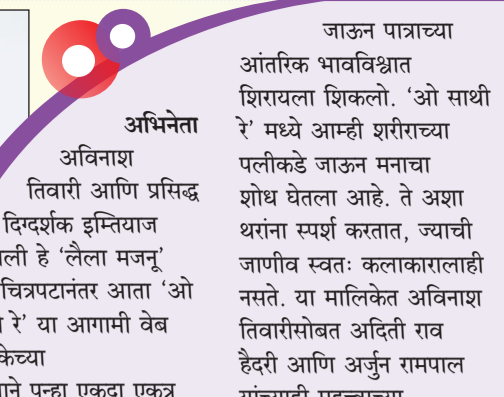 अभिनेता
अविनाश
तिवारी आणि प्रसिद्ध
दिग्दर्शक इम्तियाज
हे ‘लैला मजनू’
चित्रपटानंतर आता ‘ओ
रे’ या आगामी वेब
पुन्हा एकदा एकत्र
जाऊन पात्राच्या
आंतरिक भावविश्वात
शिरायला शिकलो. ‘ओ साथी
रे’ मध्ये आम्ही शरीराच्या
पलीकडे जाऊन मनाचा
शोध घेतला आहे. ते अशा
थरांना स्पर्श करतात, ज्याची
जाणीव स्वतः कलाकारालाही
नसते. या मालिकेत अविनाश
तिवारीसोबत अदिती राव
हैदरी आणि अर्जुन रामपाल